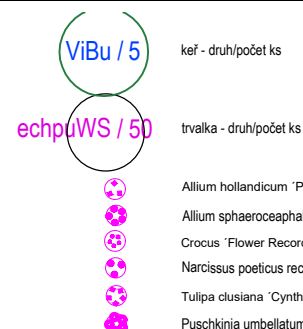 ViBu / 5 keř - druh/počet ks
echpuWS / 50 trvalka - druh/počet ks
Allium hollandicum ´P
Allium sphaeroceaphal
Crocus ´Flower Recor
Narcissus poeticus rec
Tulipa clusiana ´Cynth
Puschkinia umbellatum